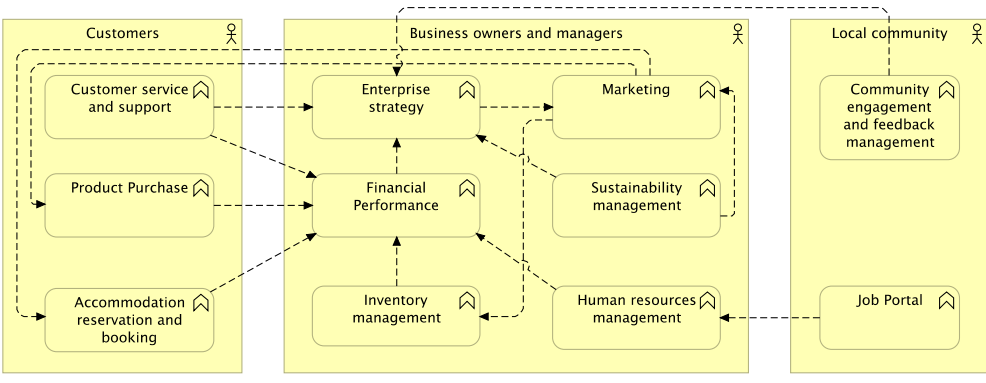 Customers
Customer service
and support
Product Purchase
Accommodation
reservation and
booking
Business owners and managers
Enterprise
strategy
Marketing
Financial
Performance
Sustainability
management
Inventory
management
Human resources
management
Local community
Community
engagement
and feedback
management
Job Portal